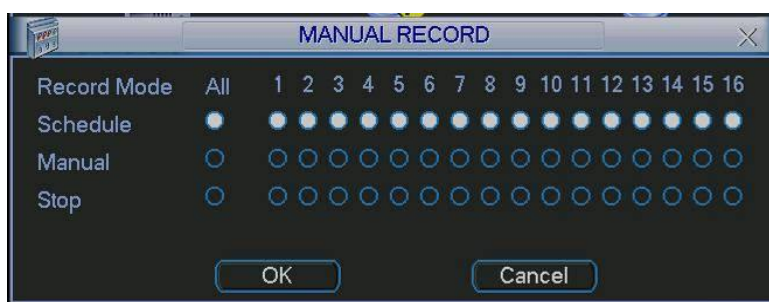 MANUAL RECORD
Record Mode All 1 2 3 4 5 6 7 8 9 10 11 12 13 14 15 16
Schedule
Manual
Stop
OK Cancel